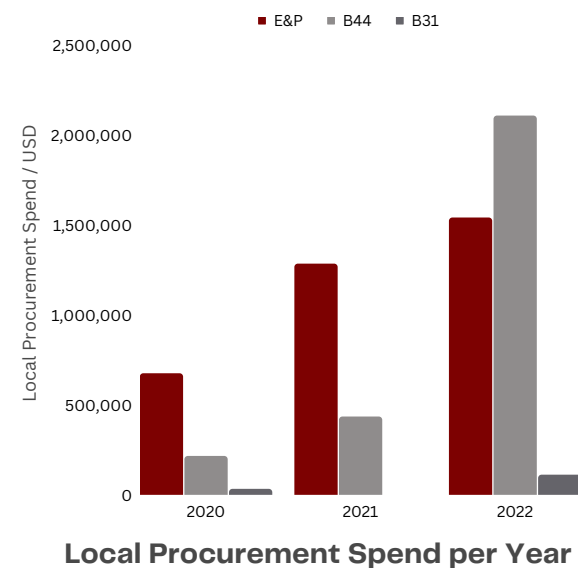 E&P B44 B31
2,500,000
2,000,000
1,500,000
1,000,000
500,000
0
Local Procurement Spend / USD
2020 2021 2022
Local Procurement Spend per Year